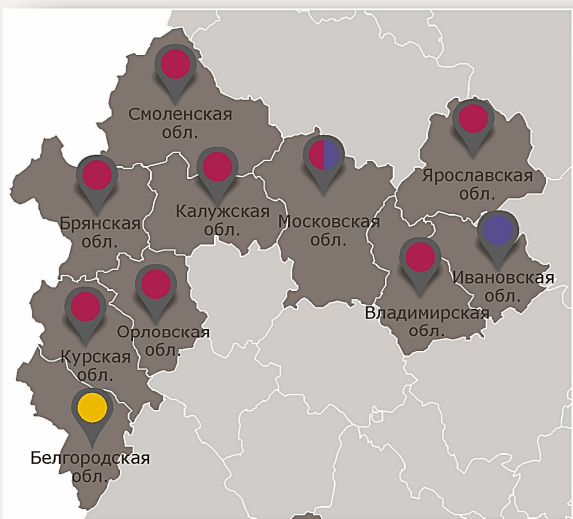 Смоленская
обл.
Ярославская
обл.
Брянская
обл.
Калужская
обл.
Московская
обл.
Ивановская
обл.
Владимирская
обл.
Орловская
обл.
Курская
обл.
Белгородская
обл.